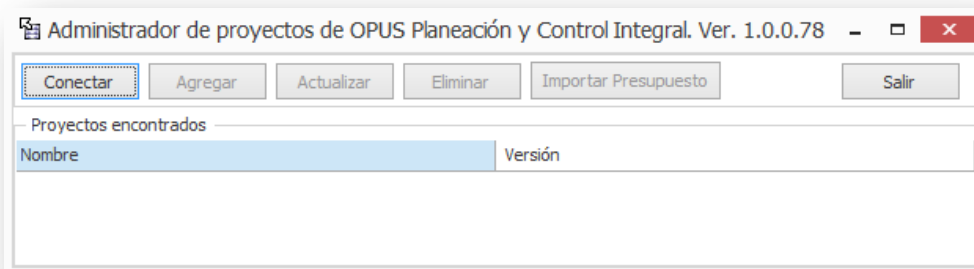 Administrador de proyectos de OPUS Planeación y Control Integral. Ver. 1.0.0.78
Conectar Agregar Actualizar Eliminar Importar Presupuesto Salir
Proyectos encontrados
Nombre Versión